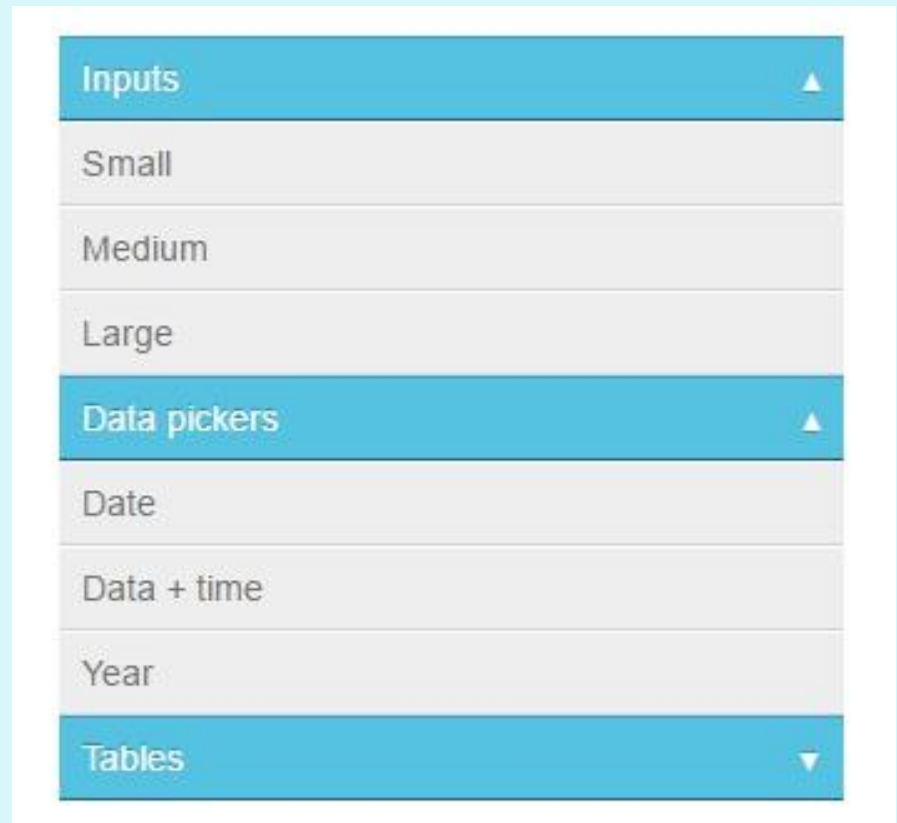 Inputs ▲
Small
Medium
Large
Data pickers ▲
Date
Data + time
Year
Tables ▼